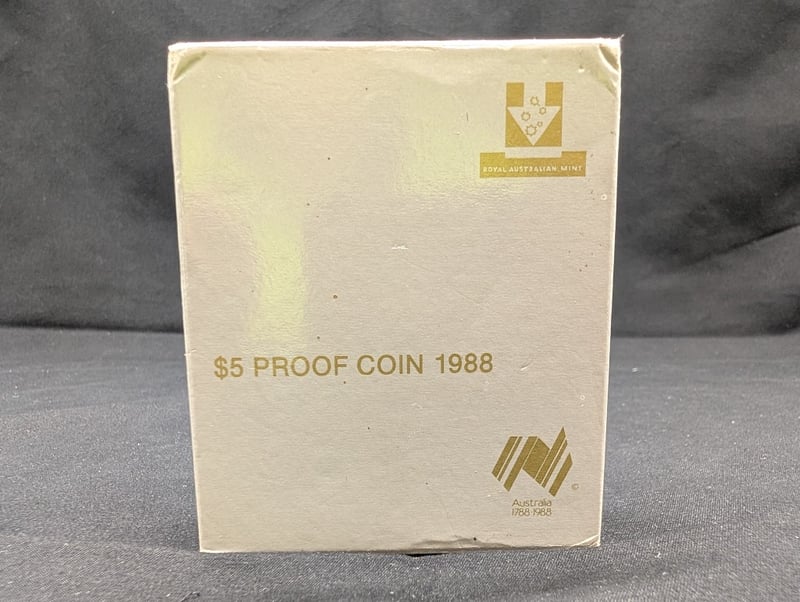 ROYAL AUSTRALIAN MINT
$5 PROOF COIN 1988
©
Australia
1788-1988